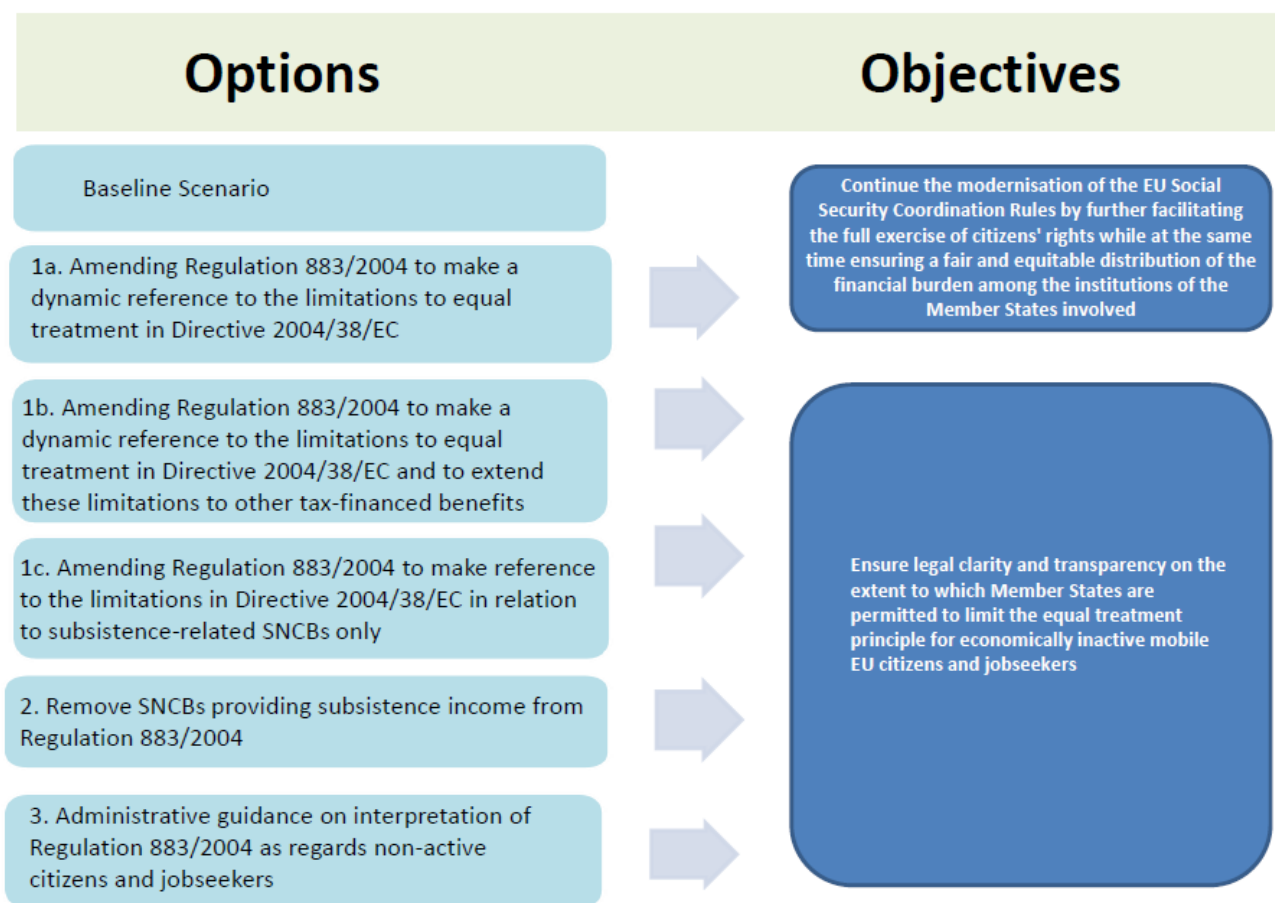 Options
Objectives
Baseline Scenario
1a. Amending Regulation 883/2004 to make a
dynamic reference to the limitations to equal
treatment in Directive 2004/38/EC
1b. Amending Regulation 883/2004 to make a
dynamic reference to the limitations to equal
treatment in Directive 2004/38/EC and to extend
these limitations to other tax-financed benefits
1c. Amending Regulation 883/2004 to make reference
to the limitations in Directive 2004/38/EC in relation
to subsistence-related SNCBs only
2. Remove SNCBs providing subsistence income from
Regulation 883/2004
3. Administrative guidance on interpretation of
Regulation 883/2004 as regards non-active
citizens and jobseekers
Continue the modernisation of the EU Social
Security Coordination Rules by further facilitating
the full exercise of citizens' rights while at the same
time ensuring a fair and equitable distribution of the
financial burden among the institutions of the
Member States involved
Ensure legal clarity and transparency on the
extent to which Member States are
permitted to limit the equal treatment
principle for economically inactive mobile
EU citizens and jobseekers